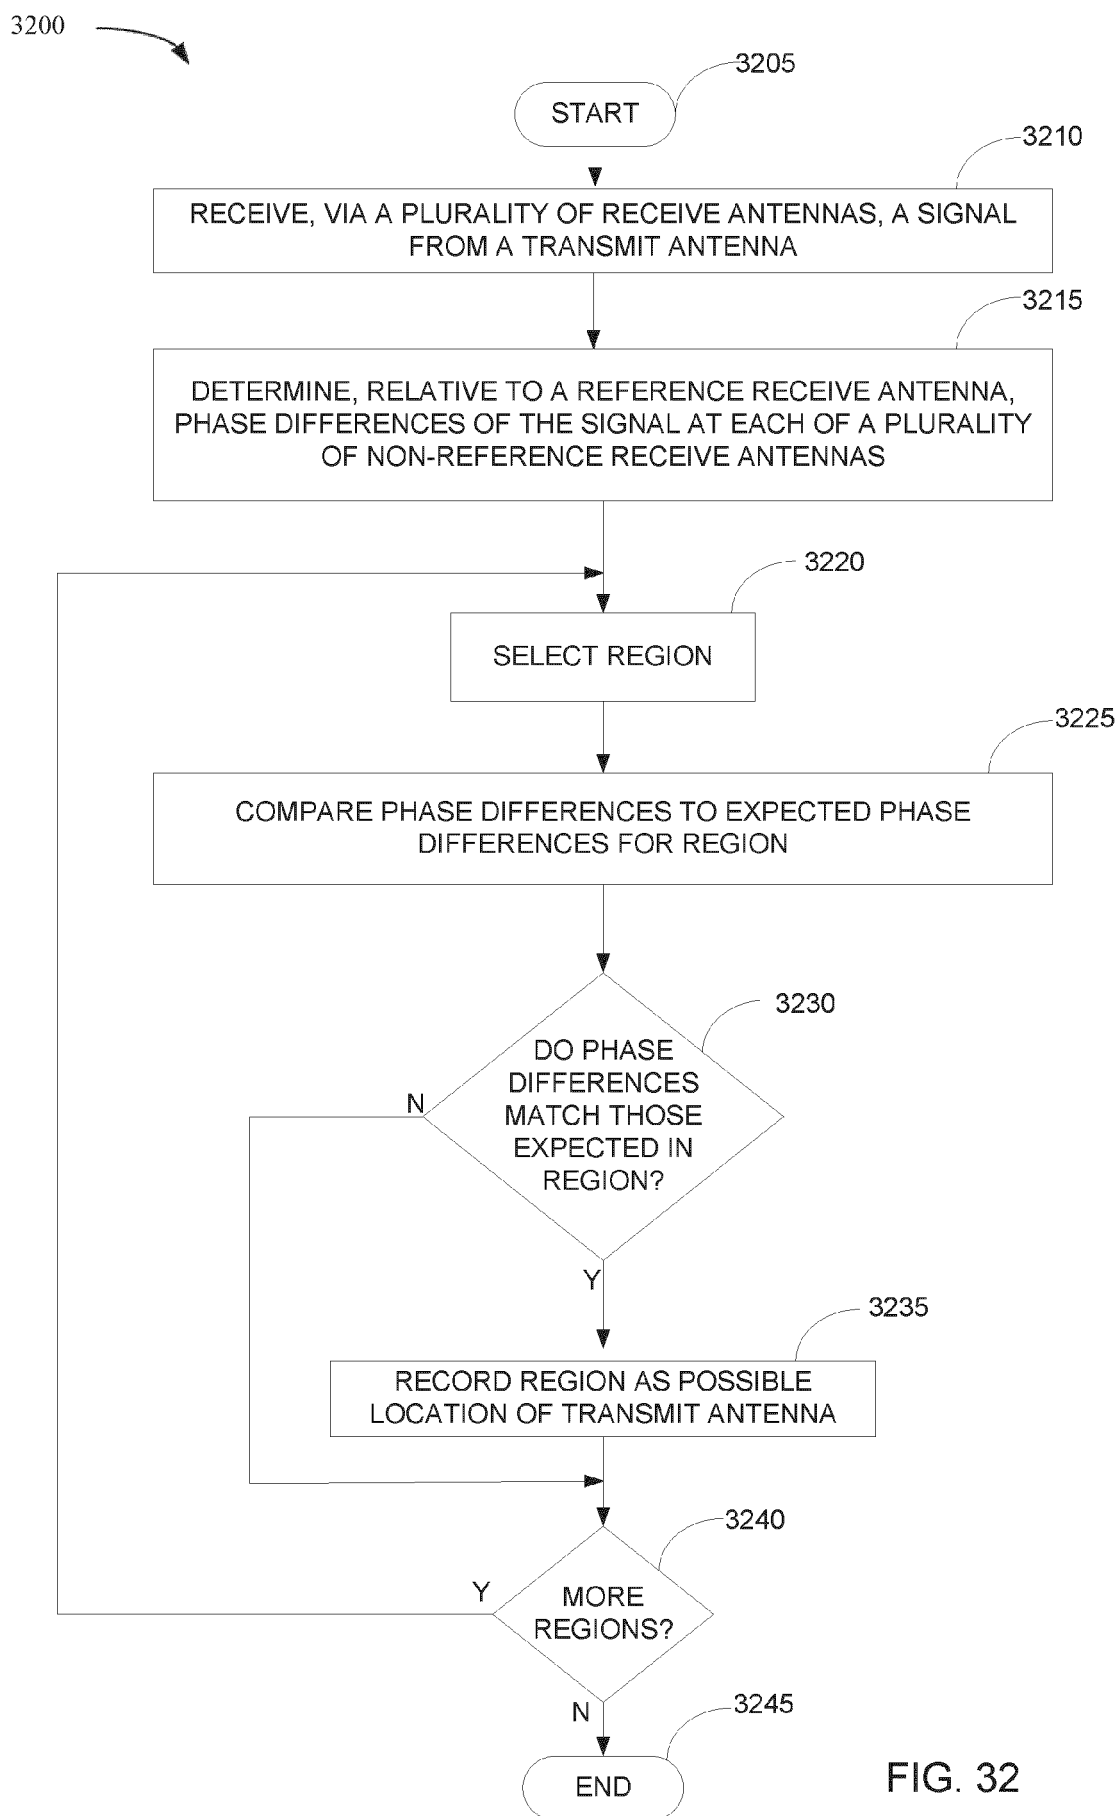 3200
3205
START
3210
RECEIVE, VIA A PLURALITY OF RECEIVE ANTENNAS, A SIGNAL
FROM A TRANSMIT ANTENNA
3215
DETERMINE, RELATIVE TO A REFERENCE RECEIVE ANTENNA,
PHASE DIFFERENCES OF THE SIGNAL AT EACH OF A PLURALITY
OF NON-REFERENCE RECEIVE ANTENNAS
3220
SELECT REGION
3225
COMPARE PHASE DIFFERENCES TO EXPECTED PHASE
DIFFERENCES FOR REGION
3230
DO PHASE
DIFFERENCES
MATCH THOSE
EXPECTED IN
REGION?
N
Y
3235
RECORD REGION AS POSSIBLE
LOCATION OF TRANSMIT ANTENNA
3240
MORE
REGIONS?
Y
N
3245
END
FIG. 32